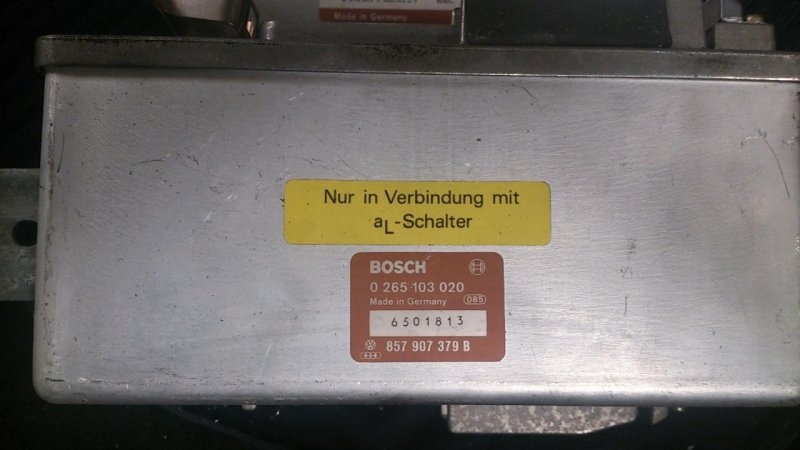 Made in Germany
Nur in Verbindung mit
aL-Schalter
BOSCH
0 265 103 020
Made in Germany 085
6501813
857 907 379 B